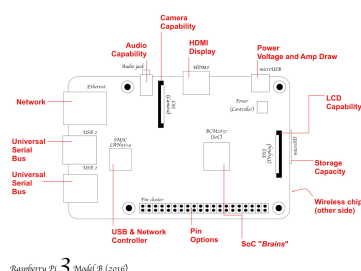 Camera
Capability
Audio
Capability
HDMI
Display
Power
Voltage and Amp Draw
Audio jack
HDMI
microUSB
LCD
Capability
Ethernet
CSI
(Camera)
Power
(Controller)
Network
USB 2
SMSC
LAN9514
BCM2837
(SoC)
DSI
(Display)
microSD
Universal
Serial
Bus
Storage
Capacity
USB 2
Universal
Serial
Bus
Wireless chip
(other side)
Pin cluster
USB & Network
Controller
Pin
Options
SoC "Brains"
Raspberry Pi 3 Model B (2016)